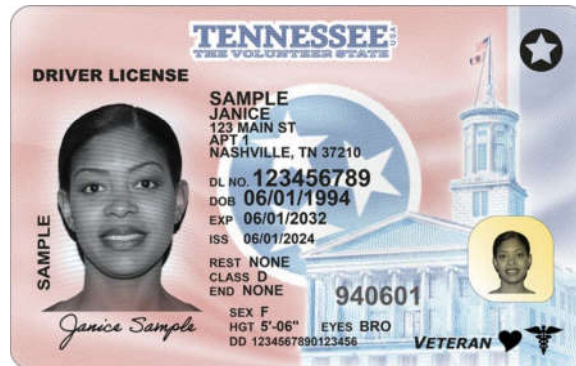 TENNESSEE USA
THE VOLUNTEER STATE
DRIVER LICENSE
SAMPLE
JANICE
123 MAIN ST
APT 1
NASHVILLE, TN 37210
DL NO. 123456789
DOB 06/01/1994
EXP 06/01/2032
ISS 06/01/2024
REST NONE
CLASS D
END NONE
940601
SEX F
HGT 5'-06" EYES BRO
DD 1234567890123456
SAMPLE
Janice Sample
VETERAN